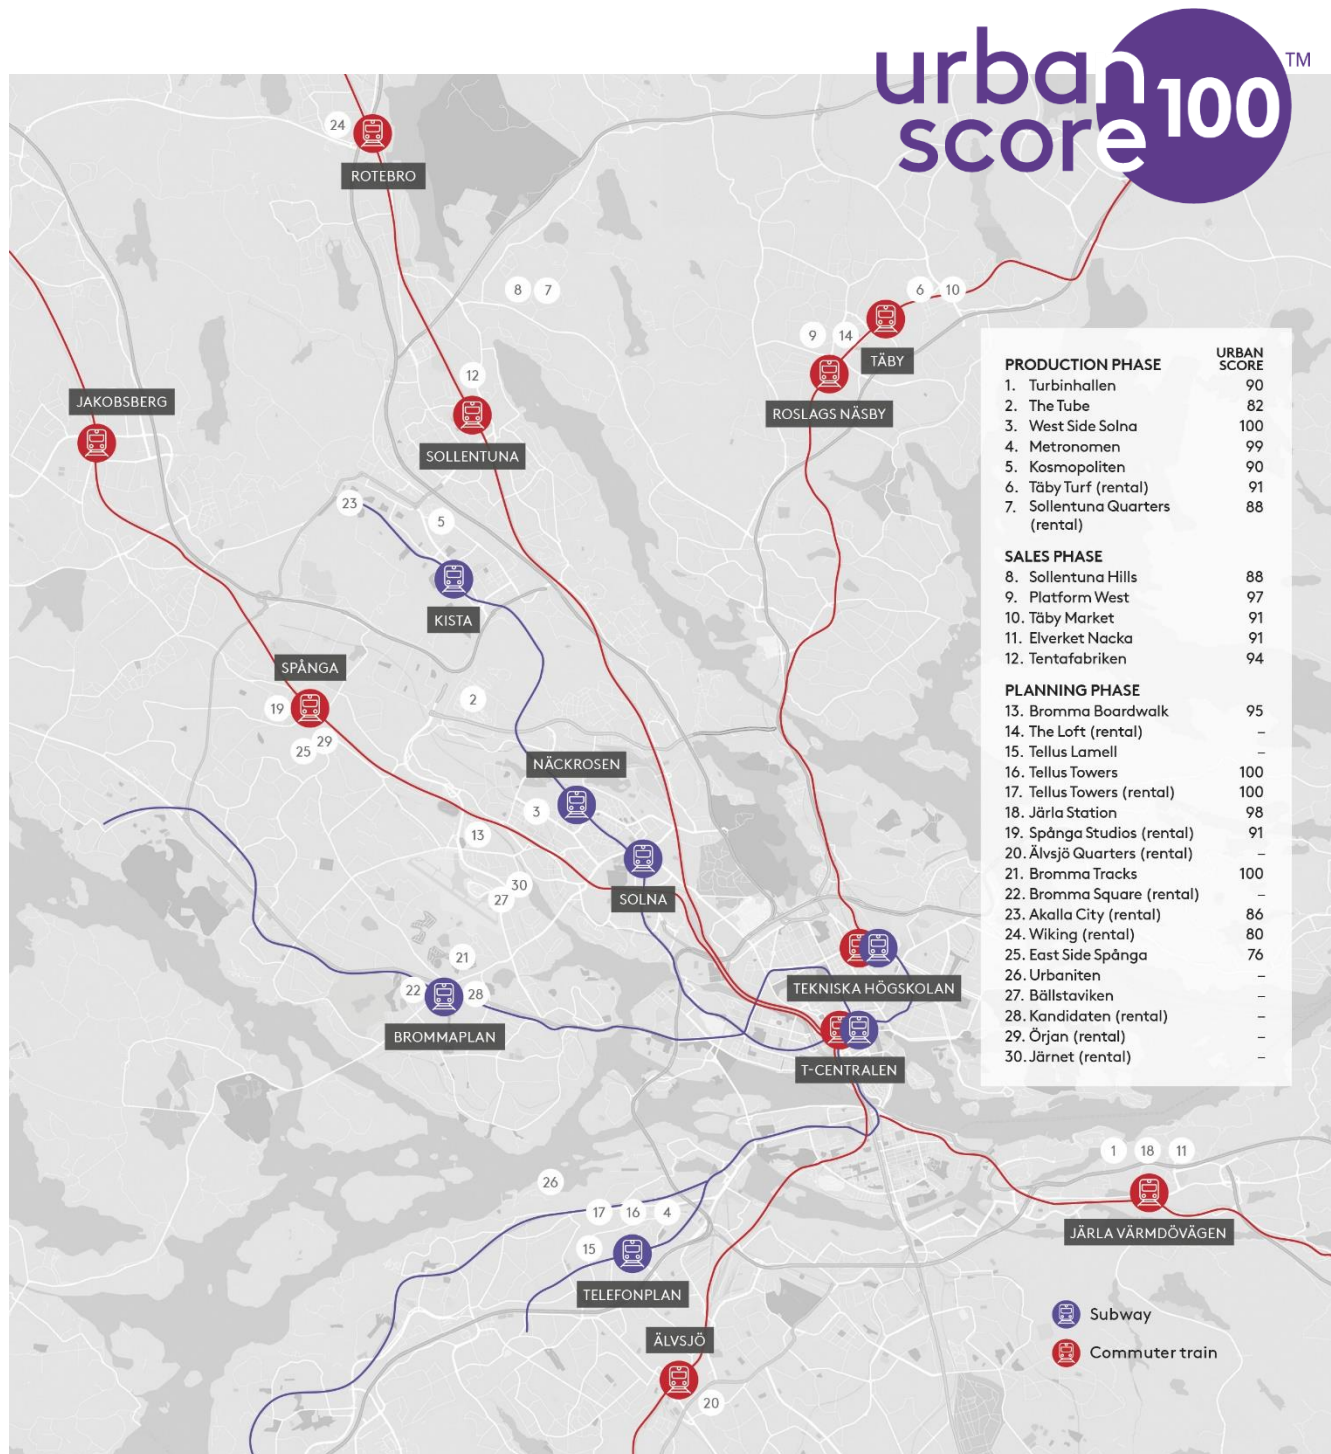 urban
score 100 TM
24
ROTEBRO
8 7
6 10
9 14
TÄBY
12
JAKOBSBERG
ROSLAGS NÄSBY
SOLLENTUNA
23
5
KISTA
SPÅNGA
19
2
25 29
NÄCKROSEN
3
13
30
27
SOLNA
21
22 28
BROMMAPLAN
TEKNISKA HÖGSKOLAN
T-CENTRALEN
1 18 11
26
17 16 4
15
JÄRLA VÄRMDÖVÄGEN
TELEFONPLAN
ÄLVSJÖ
20
PRODUCTION PHASE URBAN SCORE
1. Turbinhallen 90
2. The Tube 82
3. West Side Solna 100
4. Metronomen 99
5. Kosmopoliten 90
6. Täby Turf (rental) 91
7. Sollentuna Quarters 88
(rental)
SALES PHASE
8. Sollentuna Hills 88
9. Platform West 97
10. Täby Market 91
11. Elverket Nacka 91
12. Tentafabriken 94
PLANNING PHASE
13. Bromma Boardwalk 95
14. The Loft (rental) –
15. Tellus Lamell –
16. Tellus Towers 100
17. Tellus Towers (rental) 100
18. Järla Station 98
19. Spånga Studios (rental) 91
20. Älvsjö Quarters (rental) –
21. Bromma Tracks 100
22. Bromma Square (rental) –
23. Akalla City (rental) 86
24. Wiking (rental) 80
25. East Side Spånga 76
26. Urbaniten –
27. Bällstaviken –
28. Kandidaten (rental) –
29. Örjan (rental) –
30. Järnet (rental) –
Subway
Commuter train